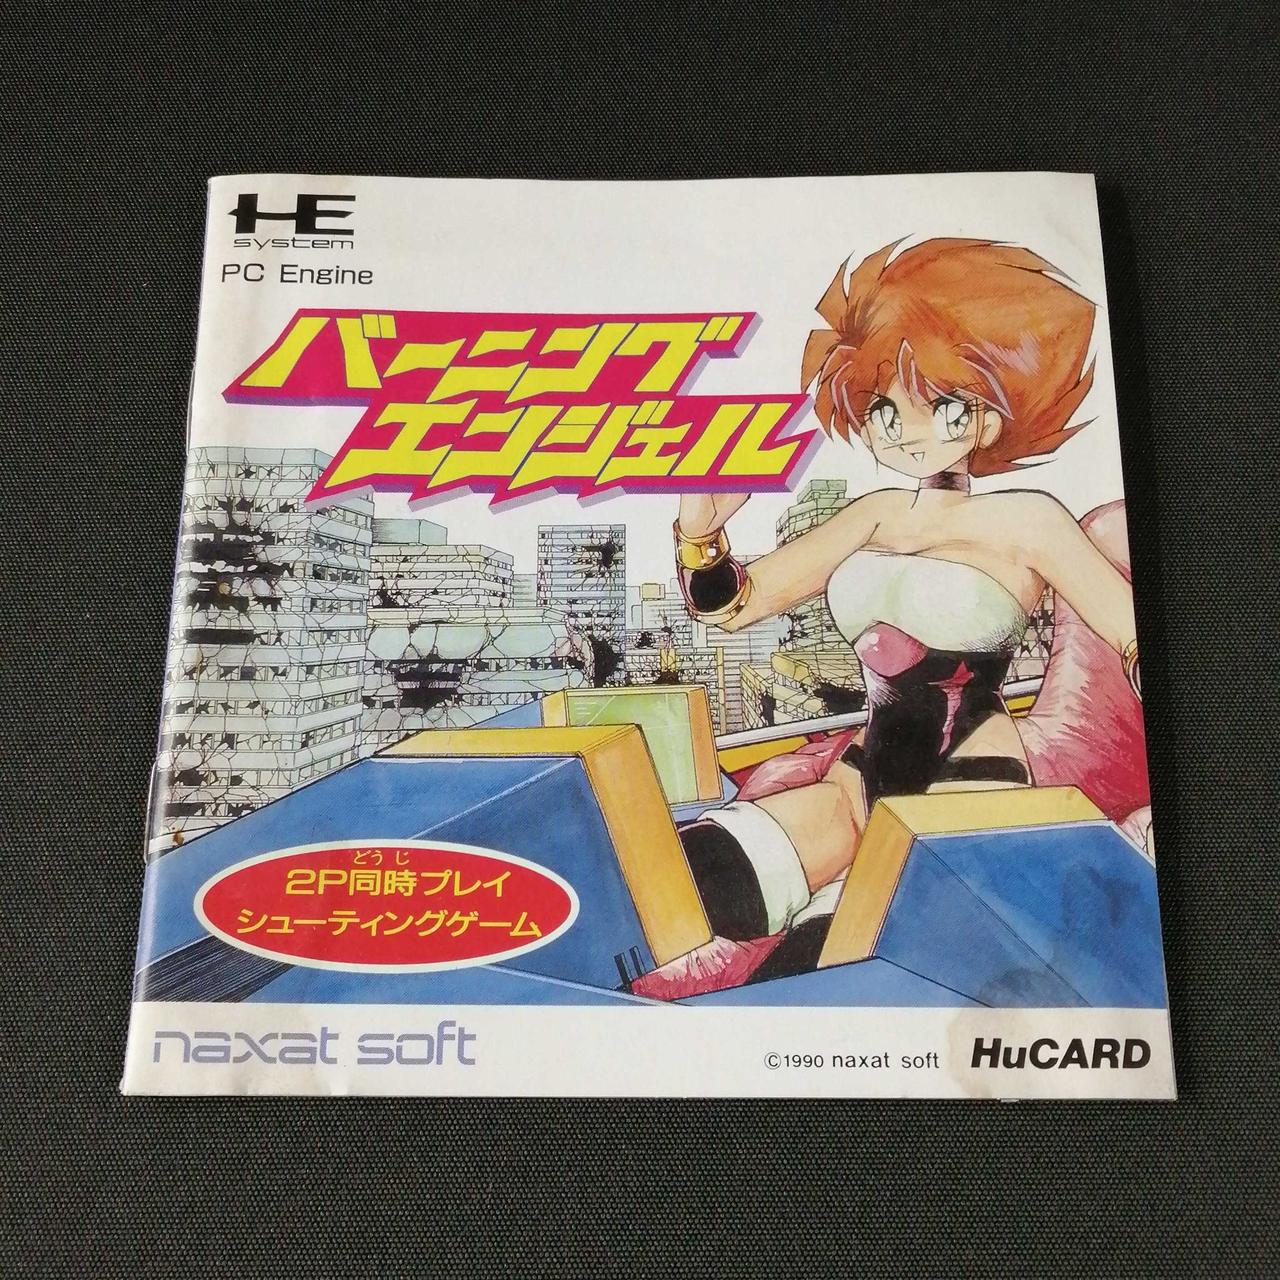 HE
system
PC Engine
バーニング
エンジェル
どうじ
2P同時プレイ
シューティングゲーム
naxat soft
©1990 naxat soft
HuCARD